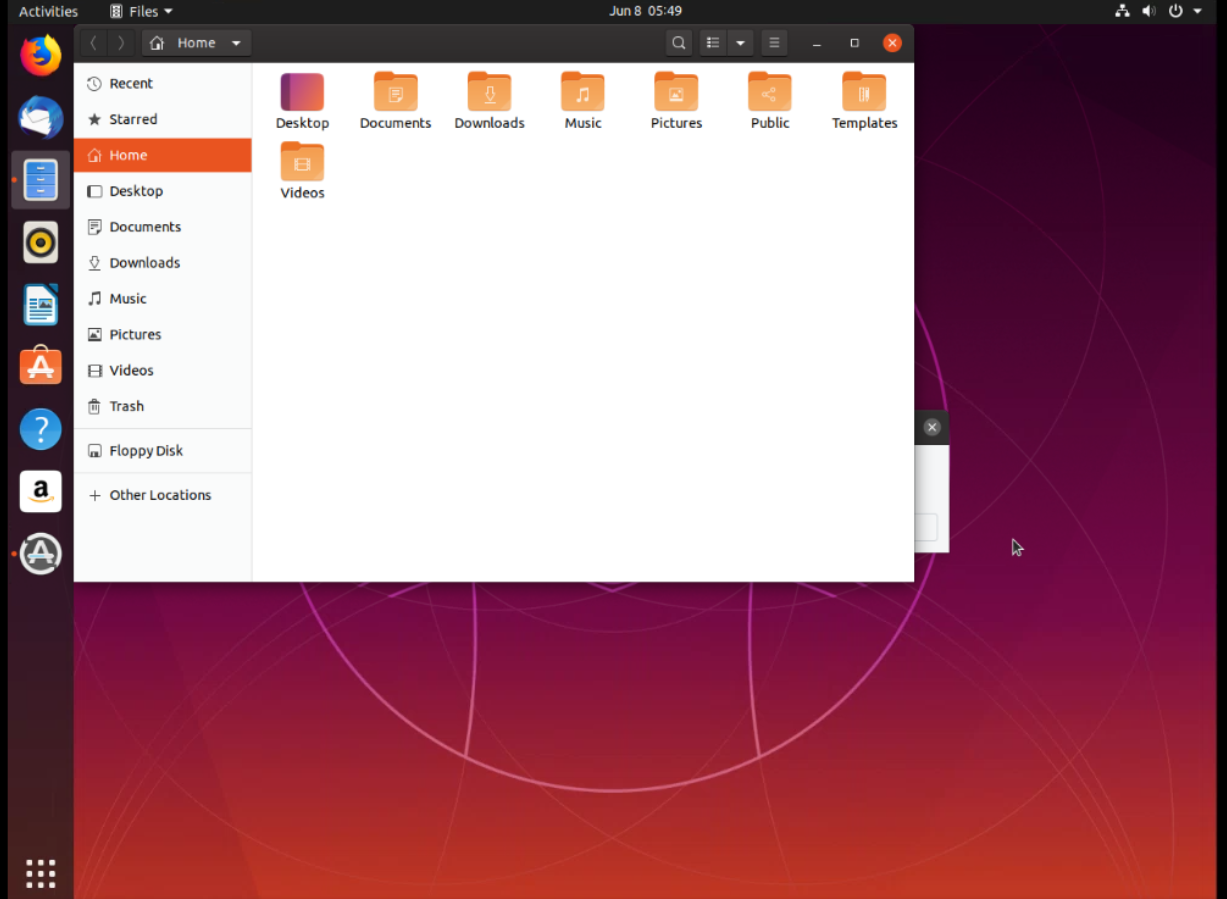 Activities Files Jun 8 05:49
Home
Recent
Starred
Home
Desktop
Documents
Downloads
Music
Pictures
Videos
Trash
Floppy Disk
+ Other Locations
Desktop Documents Downloads Music Pictures Public Templates
Videos
?
a